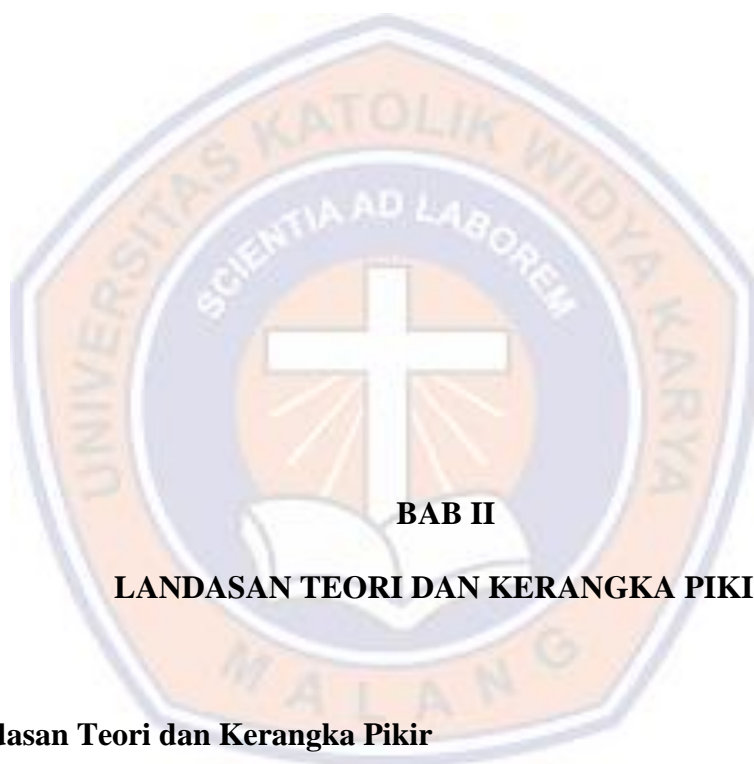 UNIVERSITAS KATOLIK WIDYA KARYA
SCIENTIA AD LABOREM
BAB II
LANDASAN TEORI DAN KERANGKA PIKI
MALANG
dasan Teori dan Kerangka Pikir